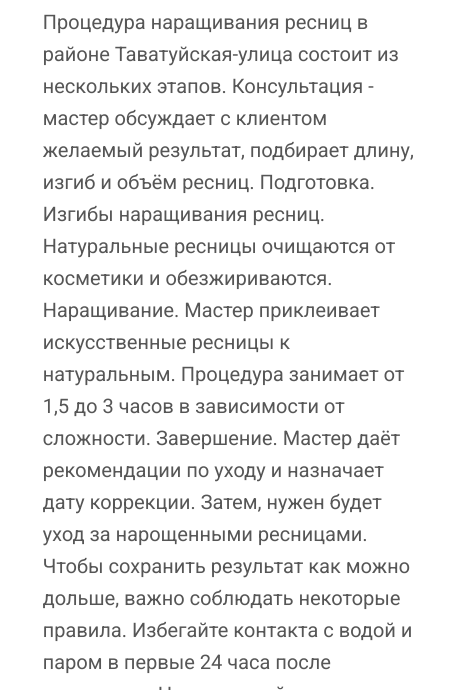 Процедура наращивания ресниц в
районе Таватуйская-улица состоит из
нескольких этапов. Консультация -
мастер обсуждает с клиентом
желаемый результат, подбирает длину,
изгиб и объём ресниц. Подготовка.
Изгибы наращивания ресниц.
Натуральные ресницы очищаются от
косметики и обезжириваются.
Наращивание. Мастер приклеивает
искусственные ресницы к
натуральным. Процедура занимает от
1,5 до 3 часов в зависимости от
сложности. Завершение. Мастер даёт
рекомендации по уходу и назначает
дату коррекции. Затем, нужен будет
уход за нарощенными ресницами.
Чтобы сохранить результат как можно
дольше, важно соблюдать некоторые
правила. Избегайте контакта с водой и
паром в первые 24 часа после